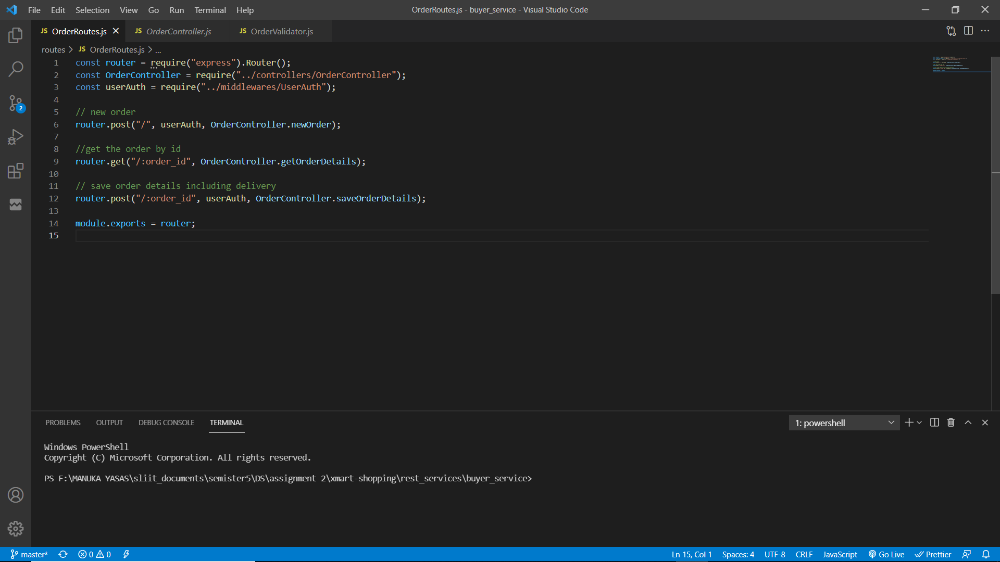 File Edit Selection View Go Run Terminal Help
OrderRoutes.js - buyer_service - Visual Studio Code
JS OrderRoutes.js JS OrderController.js JS OrderValidator.js
routes > JS OrderRoutes.js > ...
1 const router = require("express").Router();
2 const OrderController = require("../controllers/OrderController");
3 const userAuth = require("../middlewares/UserAuth");
4
5 // new order
6 router.post("/", userAuth, OrderController.newOrder);
7
8 //get the order by id
9 router.get("/:order_id", OrderController.getOrderDetails);
10
11 // save order details including delivery
12 router.post("/:order_id", userAuth, OrderController.saveOrderDetails);
13
14 module.exports = router;
15
2
PROBLEMS OUTPUT DEBUG CONSOLE TERMINAL
1: powershell
Windows PowerShell
Copyright (C) Microsoft Corporation. All rights reserved.
PS F:\MANUKA YASAS\sliit_documents\semister5\DS\assignment 2\xmart-shopping\rest_services\buyer_service>
master* 0 0 Ln 15, Col 1 Spaces: 4 UTF-8 CRLF JavaScript Go Live Prettier